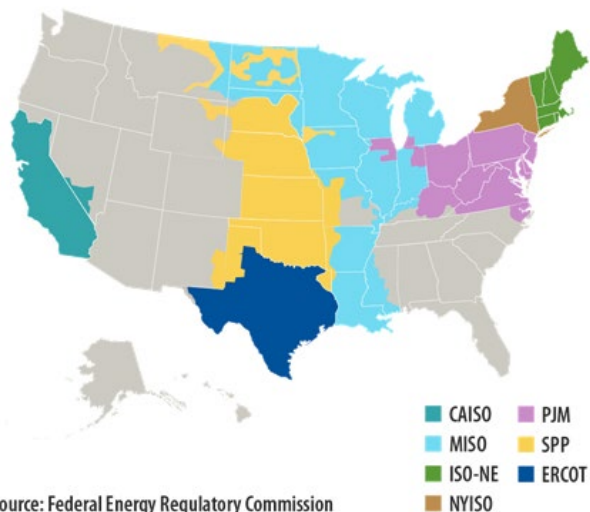 CAISO
MISO
ISO-NE
NYISO
PJM
SPP
ERCOT
ource: Federal Energy Regulatory Commission